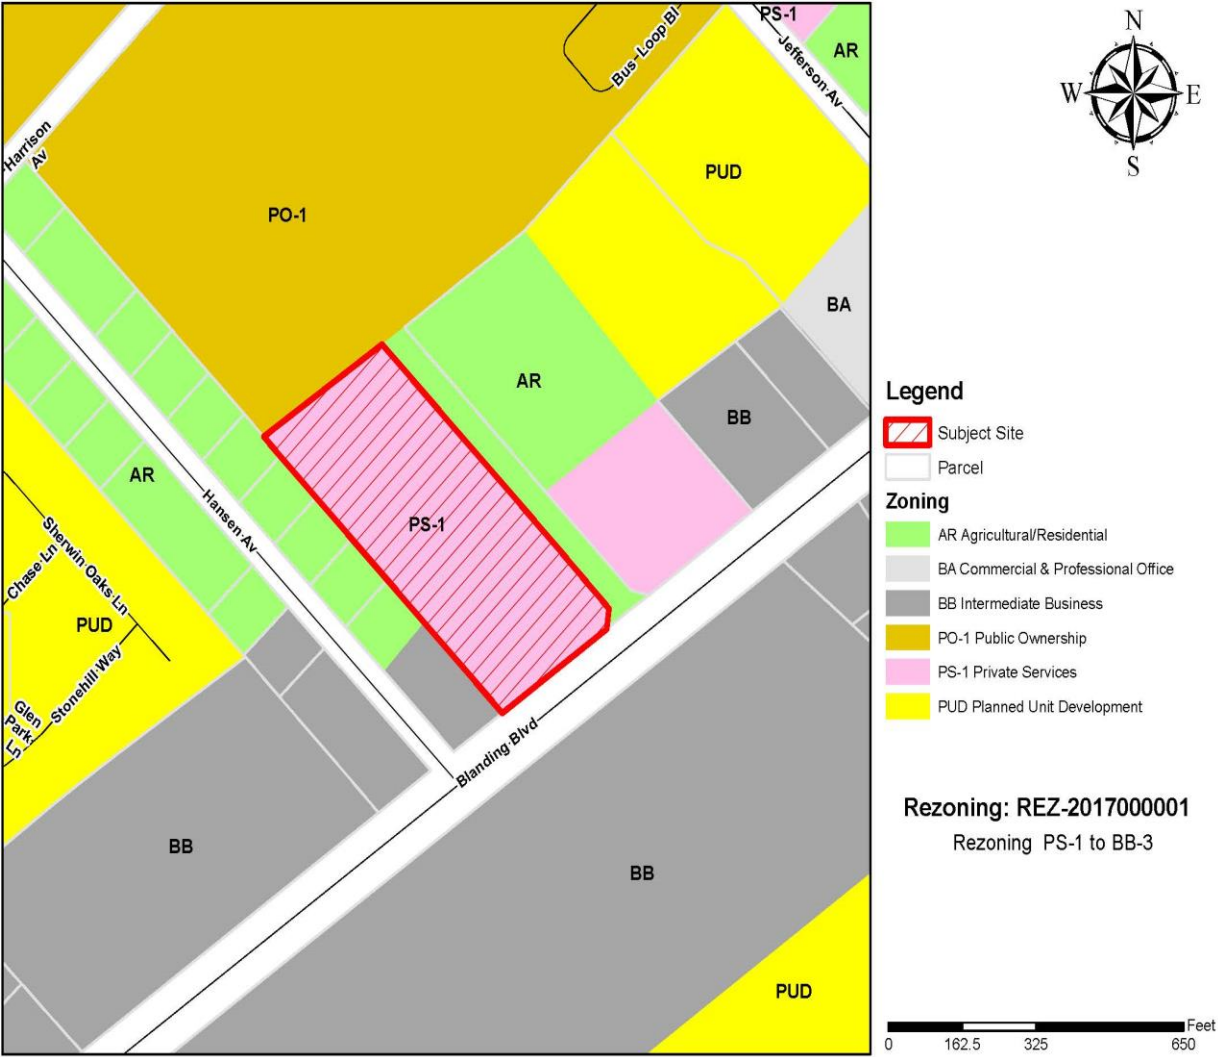 PS-1
Jefferson Av
AR
Bus Loop Bl
Harrison
Av
PUD
PO-1
BA
AR
BB
AR
Hansen Av
PS-1
Sherwin Oaks Ln
Chase Ln
PUD
Stonehill Way
Glen
Park
Ln
Blanding Blvd
BB
BB
PUD
N
W
E
S
Legend
Subject Site
Parcel
Zoning
AR Agricultural/Residential
BA Commercial & Professional Office
BB Intermediate Business
PO-1 Public Ownership
PS-1 Private Services
PUD Planned Unit Development
Rezoning: REZ-2017000001
Rezoning PS-1 to BB-3
Feet
0 162.5 325 650